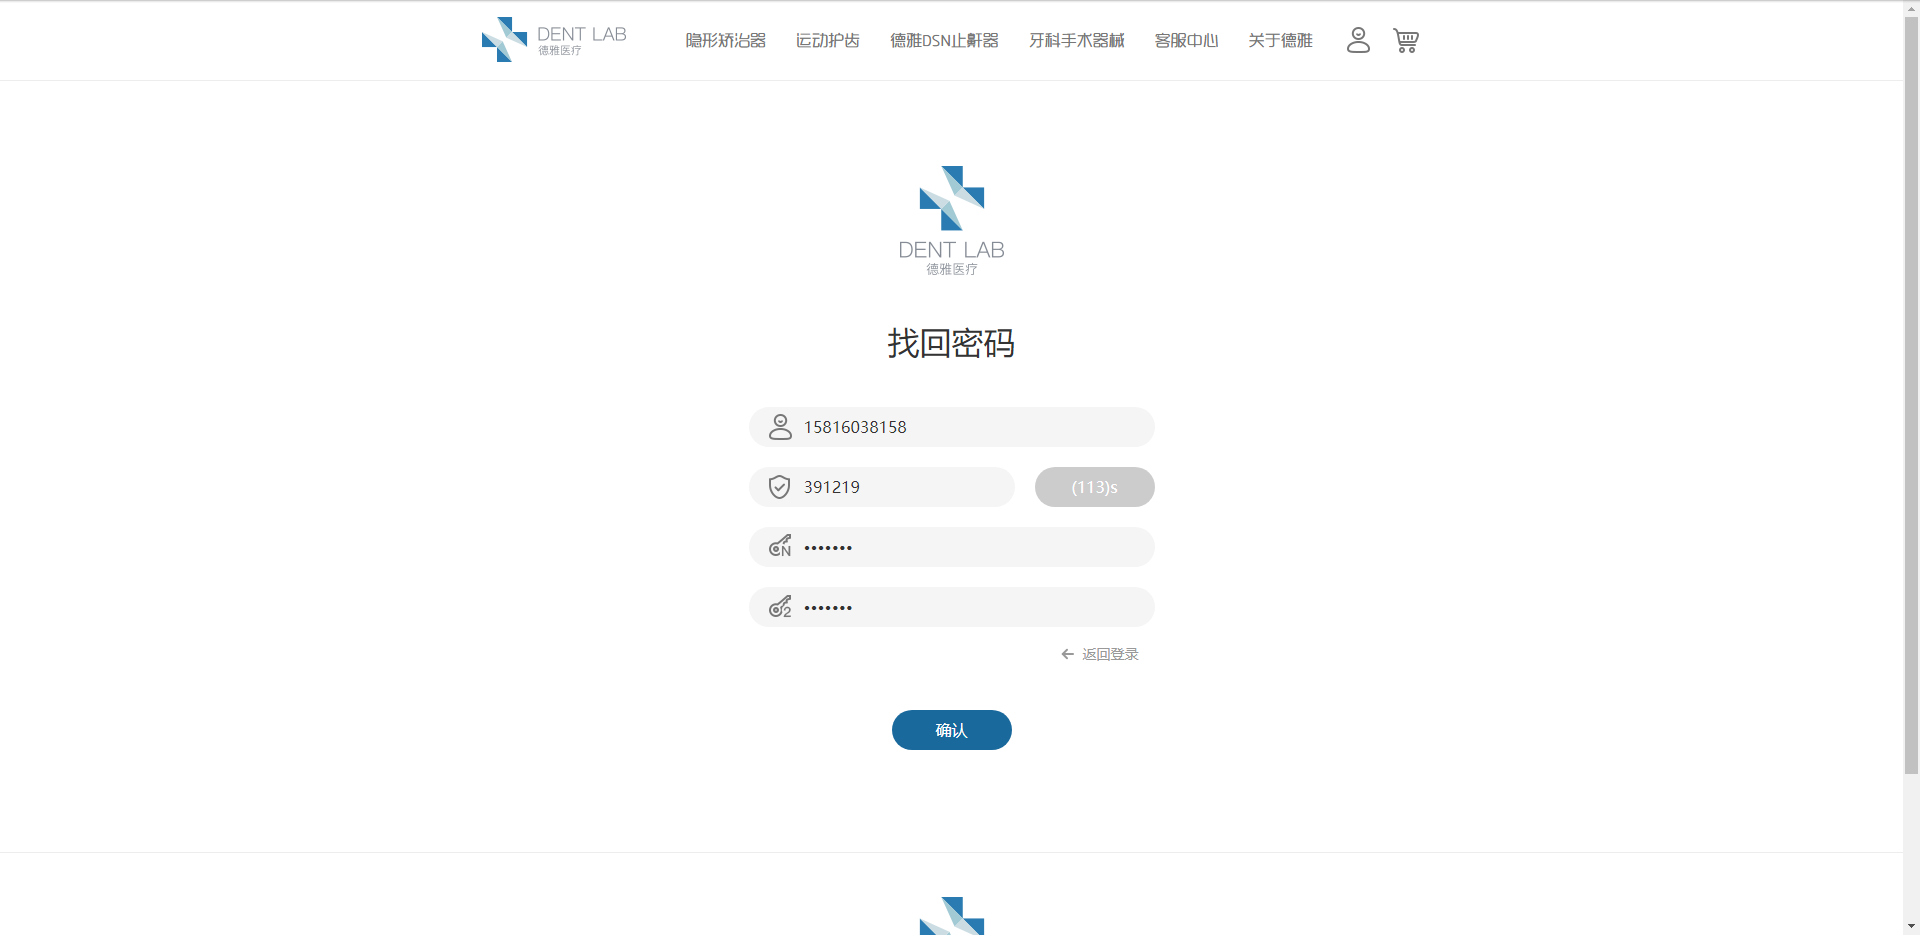 DENT LAB
德雅医疗
隐形矫治器 运动护齿 德雅DSN止鼾器 牙科手术器械 客服中心 关于德雅
DENT LAB
德雅医疗
找回密码
15816038158
391219 (113)s
N •••••••
2 •••••••
返回登录
确认